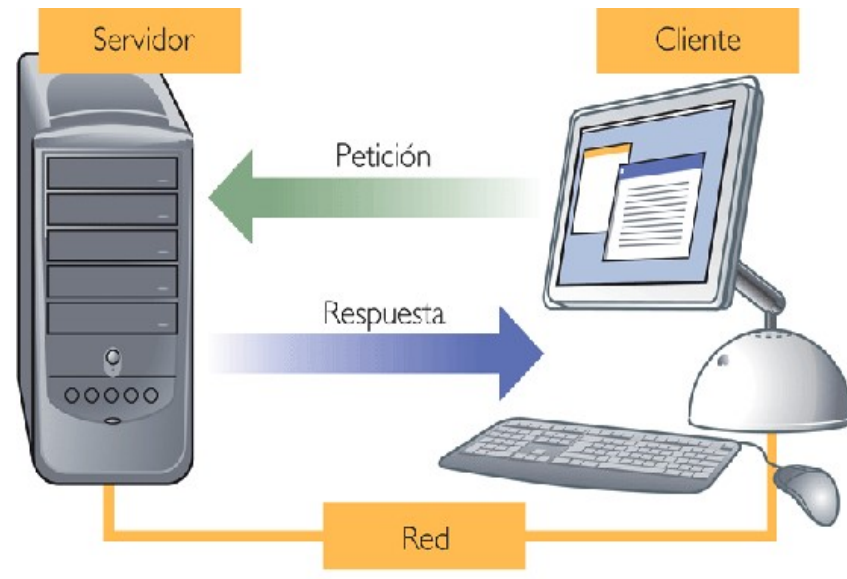 Servidor
Cliente
Petición
Respuesta
Red